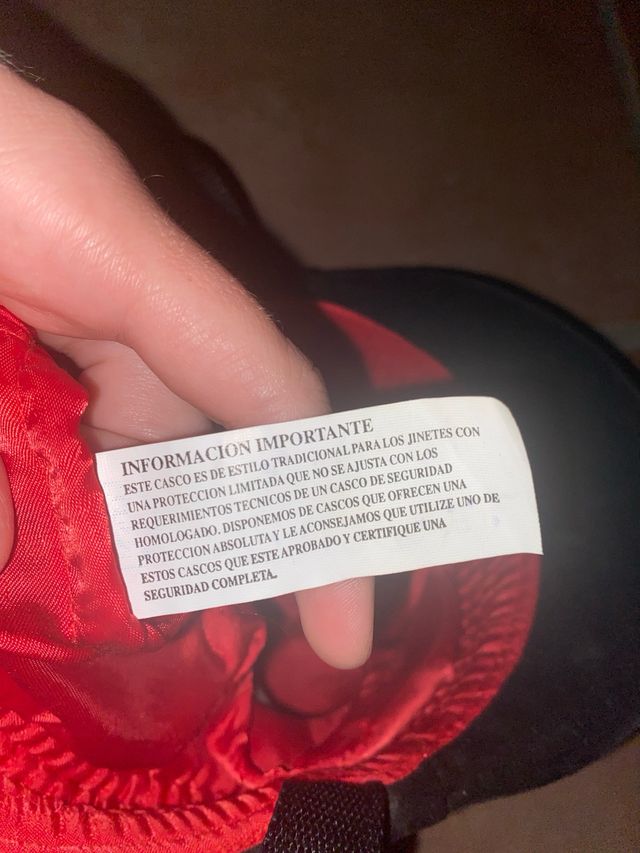 INFORMACION IMPORTANTE
ESTE CASCO ES DE ESTILO TRADICIONAL PARA LOS JINETES CON
UNA PROTECCION LIMITADA QUE NO SE AJUSTA CON LOS
REQUERIMIENTOS TECNICOS DE UN CASCO DE SEGURIDAD
HOMOLOGADO. DISPONEMOS DE CASCOS QUE OFRECEN UNA
PROTECCION ABSOLUTA Y LE ACONSEJAMOS QUE UTILIZE UNO DE
ESTOS CASCOS QUE ESTE APROBADO Y CERTIFIQUE UNA
SEGURIDAD COMPLETA.